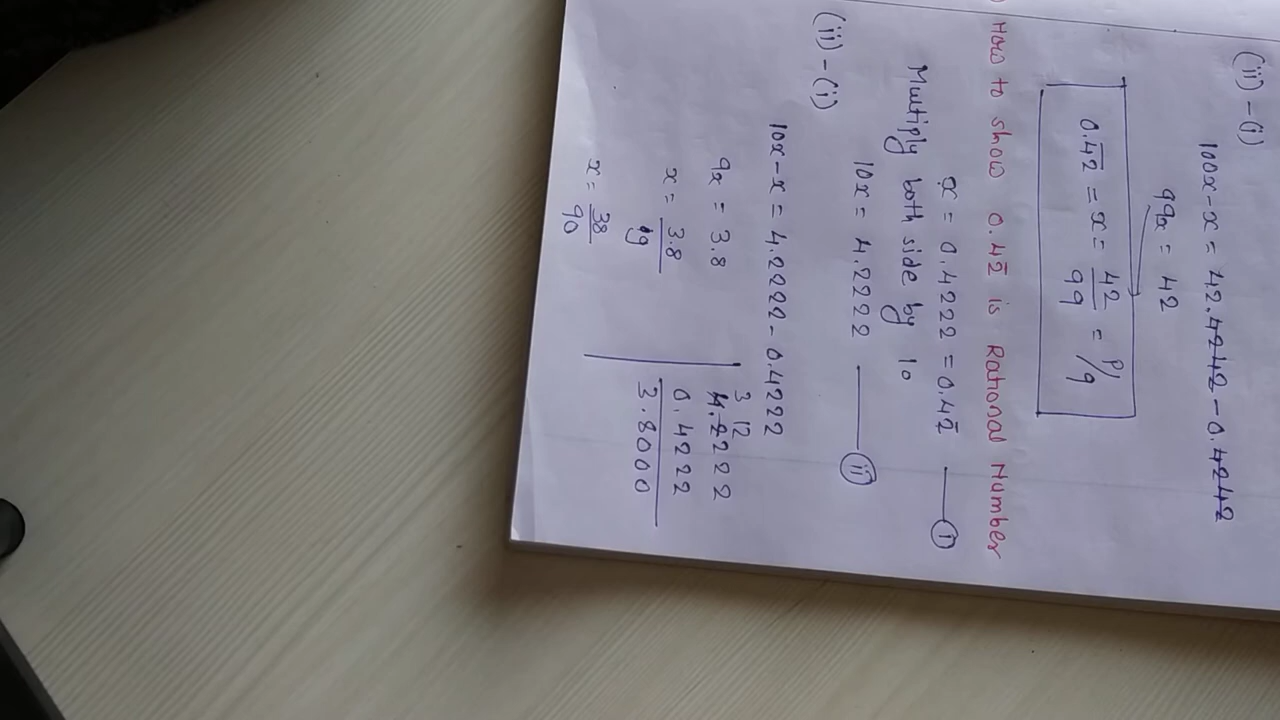 (ii) - (i)
100x - x = 42.4242 - 0.4242
99x = 42
0.4̅2̅ = x = 42/99 = p/q
) How to show 0.42̅ is Rational Number
x = 0.4222 = 0.42̅ — (i)
Multiply both side by 10
10x = 4.2222 — (ii)
(ii) - (i)
10x - x = 4.2222 - 0.4222
9x = 3.8
x = 3.8/9
x = 38/90
3 12
4.2222
0.4222
3.8000